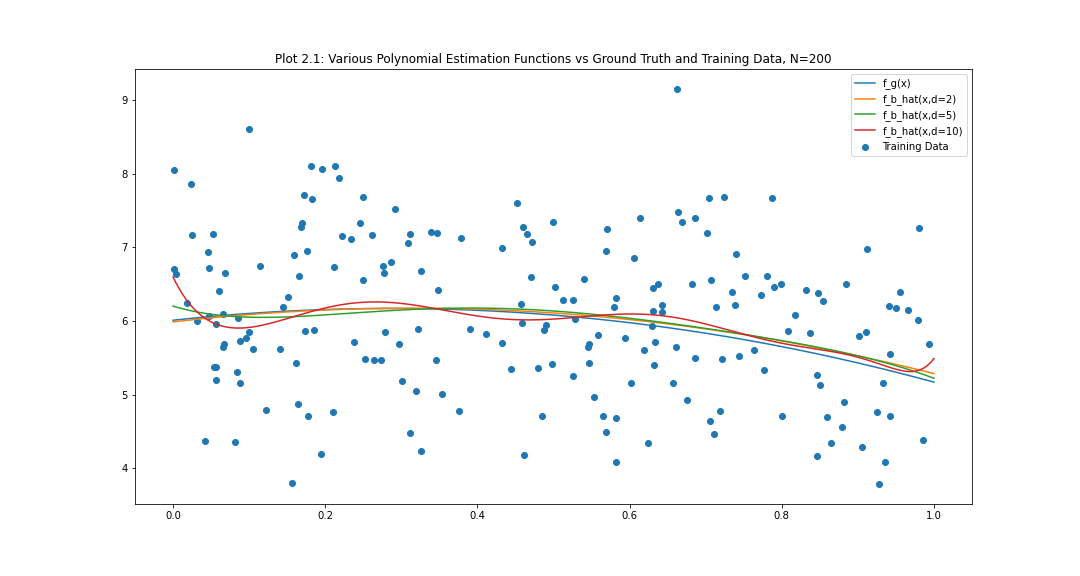 Plot 2.1: Various Polynomial Estimation Functions vs Ground Truth and Training Data, N=200
f_g(x)
f_b_hat(x,d=2)
f_b_hat(x,d=5)
f_b_hat(x,d=10)
Training Data
9
8
7
6
5
4
0.0 0.2 0.4 0.6 0.8 1.0